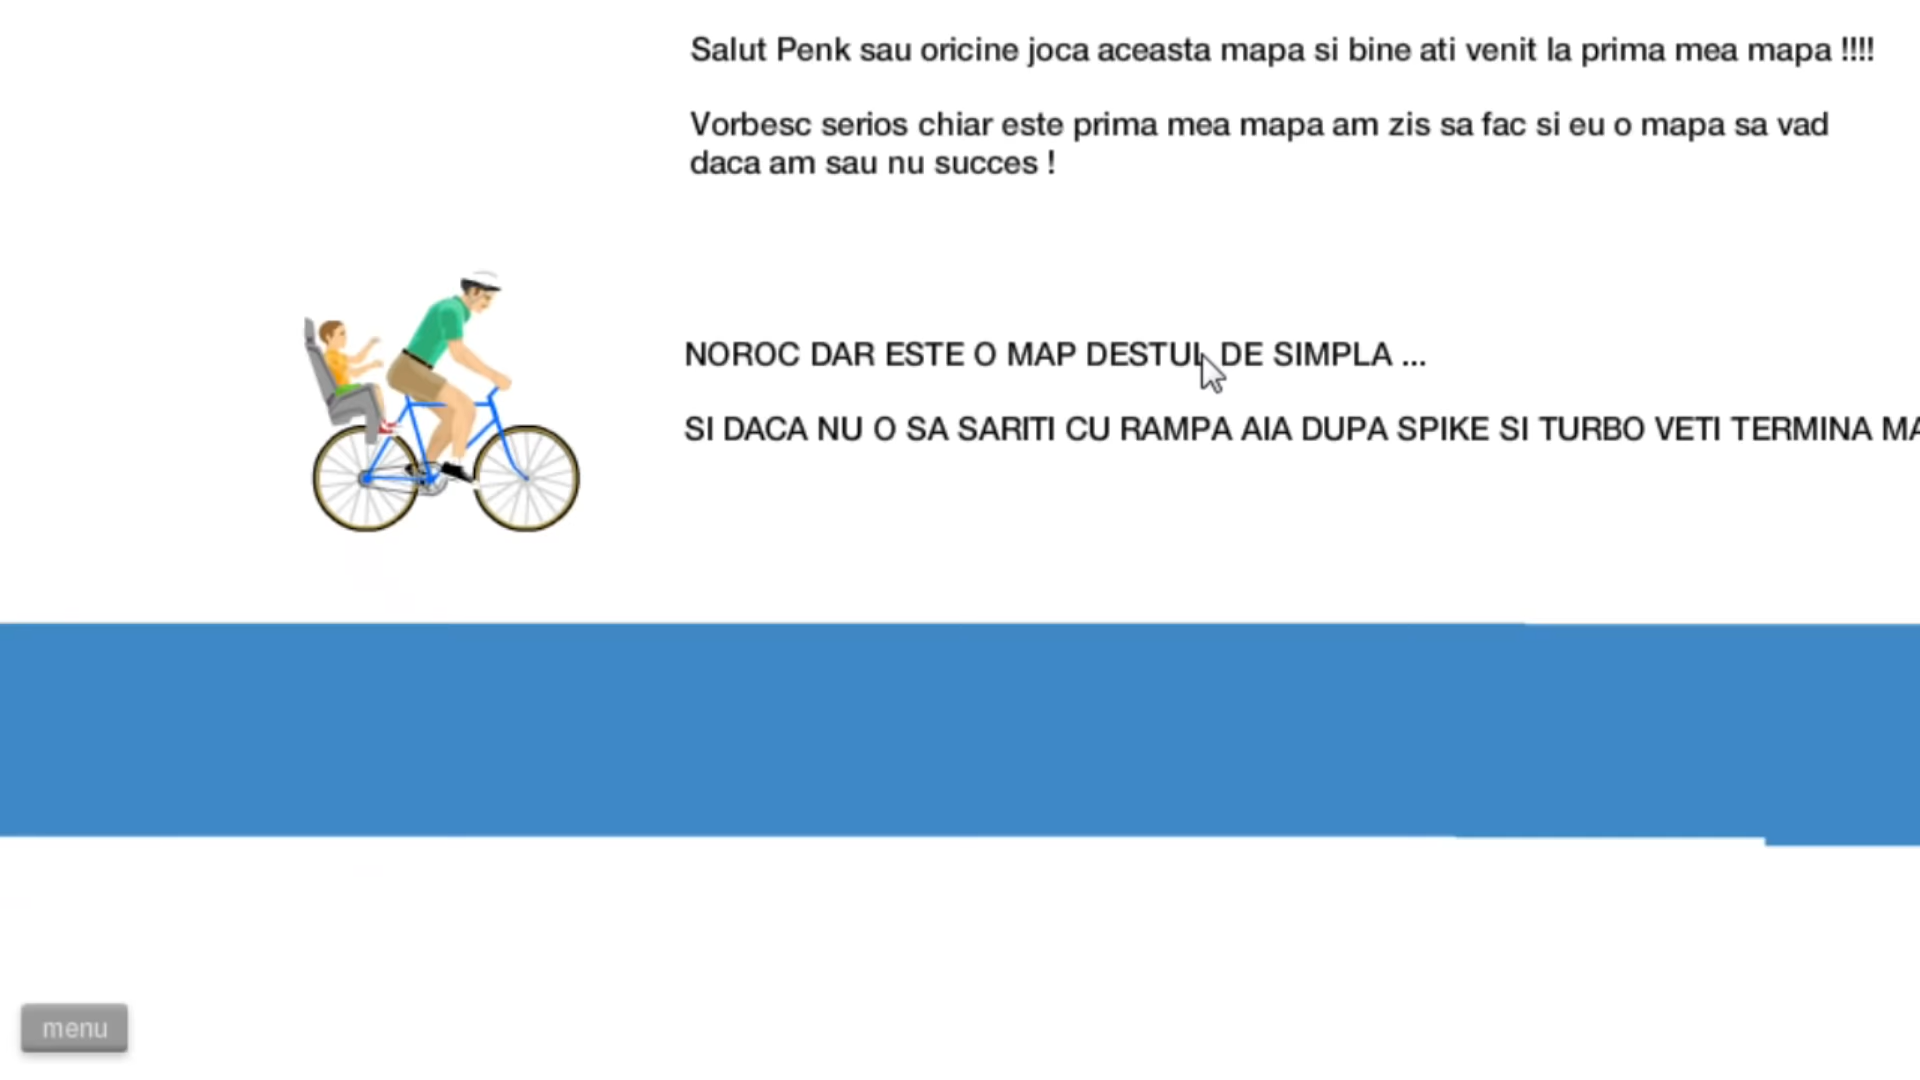 Salut Penk sau oricine joca aceasta mapa si bine ati venit la prima mea mapa !!!!
Vorbesc serios chiar este prima mea mapa am zis sa fac si eu o mapa sa vad
daca am sau nu succes !
NOROC DAR ESTE O MAP DESTUL DE SIMPLA ...
SI DACA NU O SA SARITI CU RAMPA AIA DUPA SPIKE SI TURBO VETI TERMINA
menu